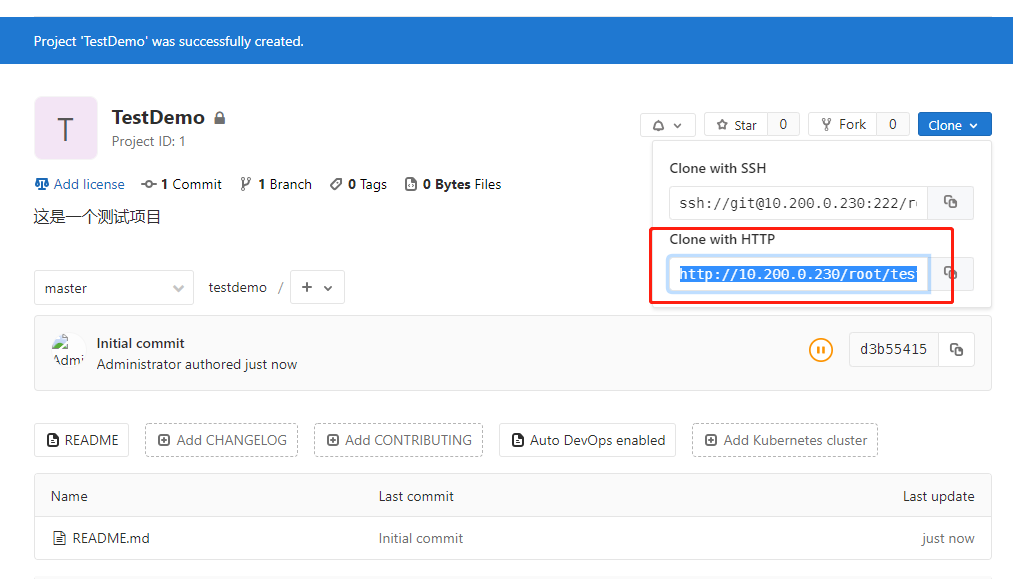 Project 'TestDemo' was successfully created.
T
TestDemo
Project ID: 1
Star 0
Fork 0
Clone
Add license
1 Commit
1 Branch
0 Tags
0 Bytes Files
这是一个测试项目
Clone with SSH
ssh://git@10.200.0.230:222/r
Clone with HTTP
http://10.200.0.230/root/test
master
testdemo / +
Admi
Initial commit
Administrator authored just now
d3b55415
README
Add CHANGELOG
Add CONTRIBUTING
Auto DevOps enabled
Add Kubernetes cluster
Name Last commit Last update
README.md Initial commit just now